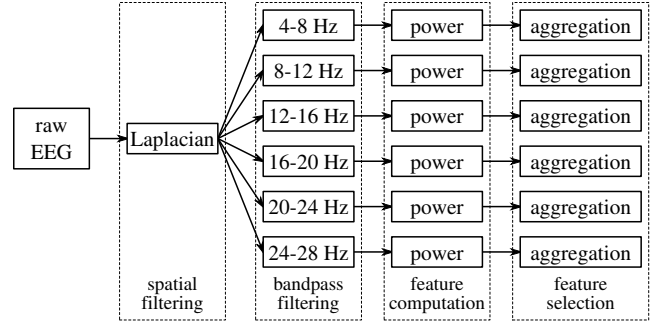 4-8 Hz power aggregation
8-12 Hz power aggregation
12-16 Hz power aggregation
raw
EEG
Laplacian
16-20 Hz power aggregation
20-24 Hz power aggregation
24-28 Hz power aggregation
spatial
filtering
bandpass
filtering
feature
computation
feature
selection